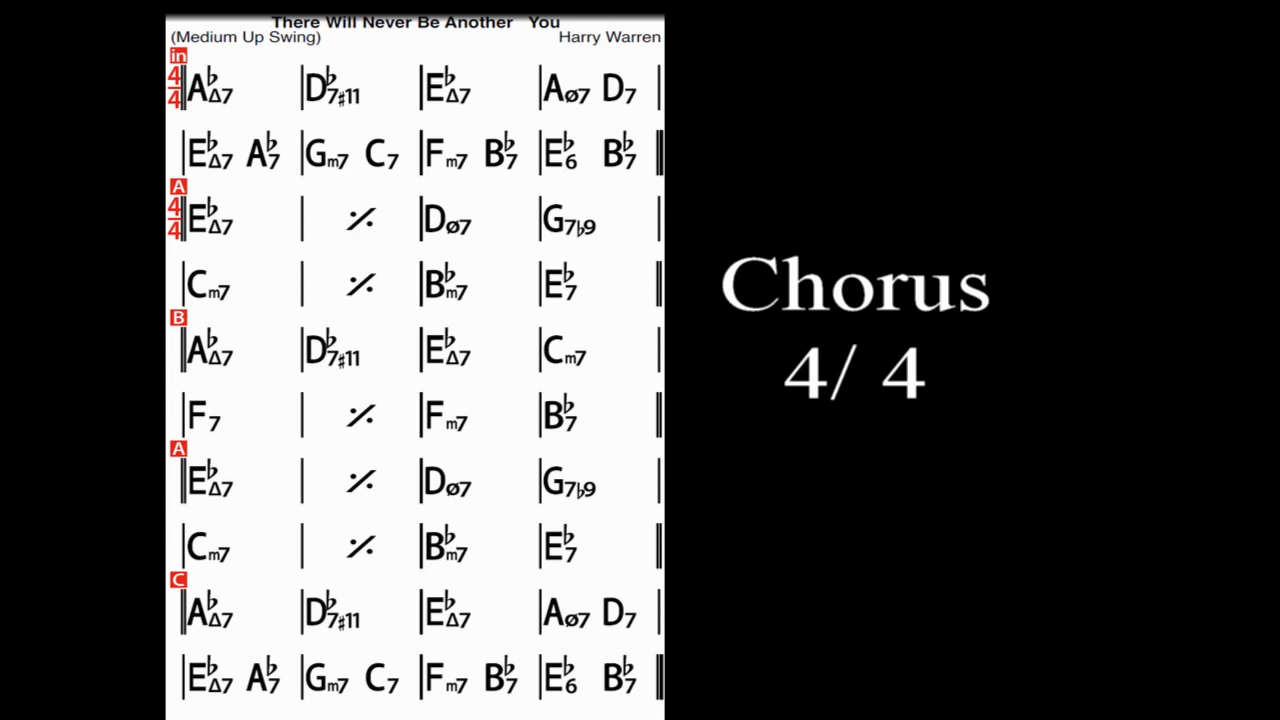 There Will Never Be Another You
(Medium Up Swing) Harry Warren
in
4/4 A♭Δ7 | D♭7♯11 | E♭Δ7 | Aø7 D7 |
| E♭Δ7 A♭7 | Gm7 C7 | Fm7 B♭7 | E♭6 B♭7 ||
A
4/4 E♭Δ7 | 𝄎 | Dø7 | G7♭9 |
| Cm7 | 𝄎 | B♭m7 | E♭7 ||
B
|| A♭Δ7 | D♭7♯11 | E♭Δ7 | Cm7 |
| F7 | 𝄎 | Fm7 | B♭7 ||
A
|| E♭Δ7 | 𝄎 | Dø7 | G7♭9 |
| Cm7 | 𝄎 | B♭m7 | E♭7 ||
C
|| A♭Δ7 | D♭7♯11 | E♭Δ7 | Aø7 D7 |
| E♭Δ7 A♭7 | Gm7 C7 | Fm7 B♭7 | E♭6 B♭7 ||
Chorus
4/ 4